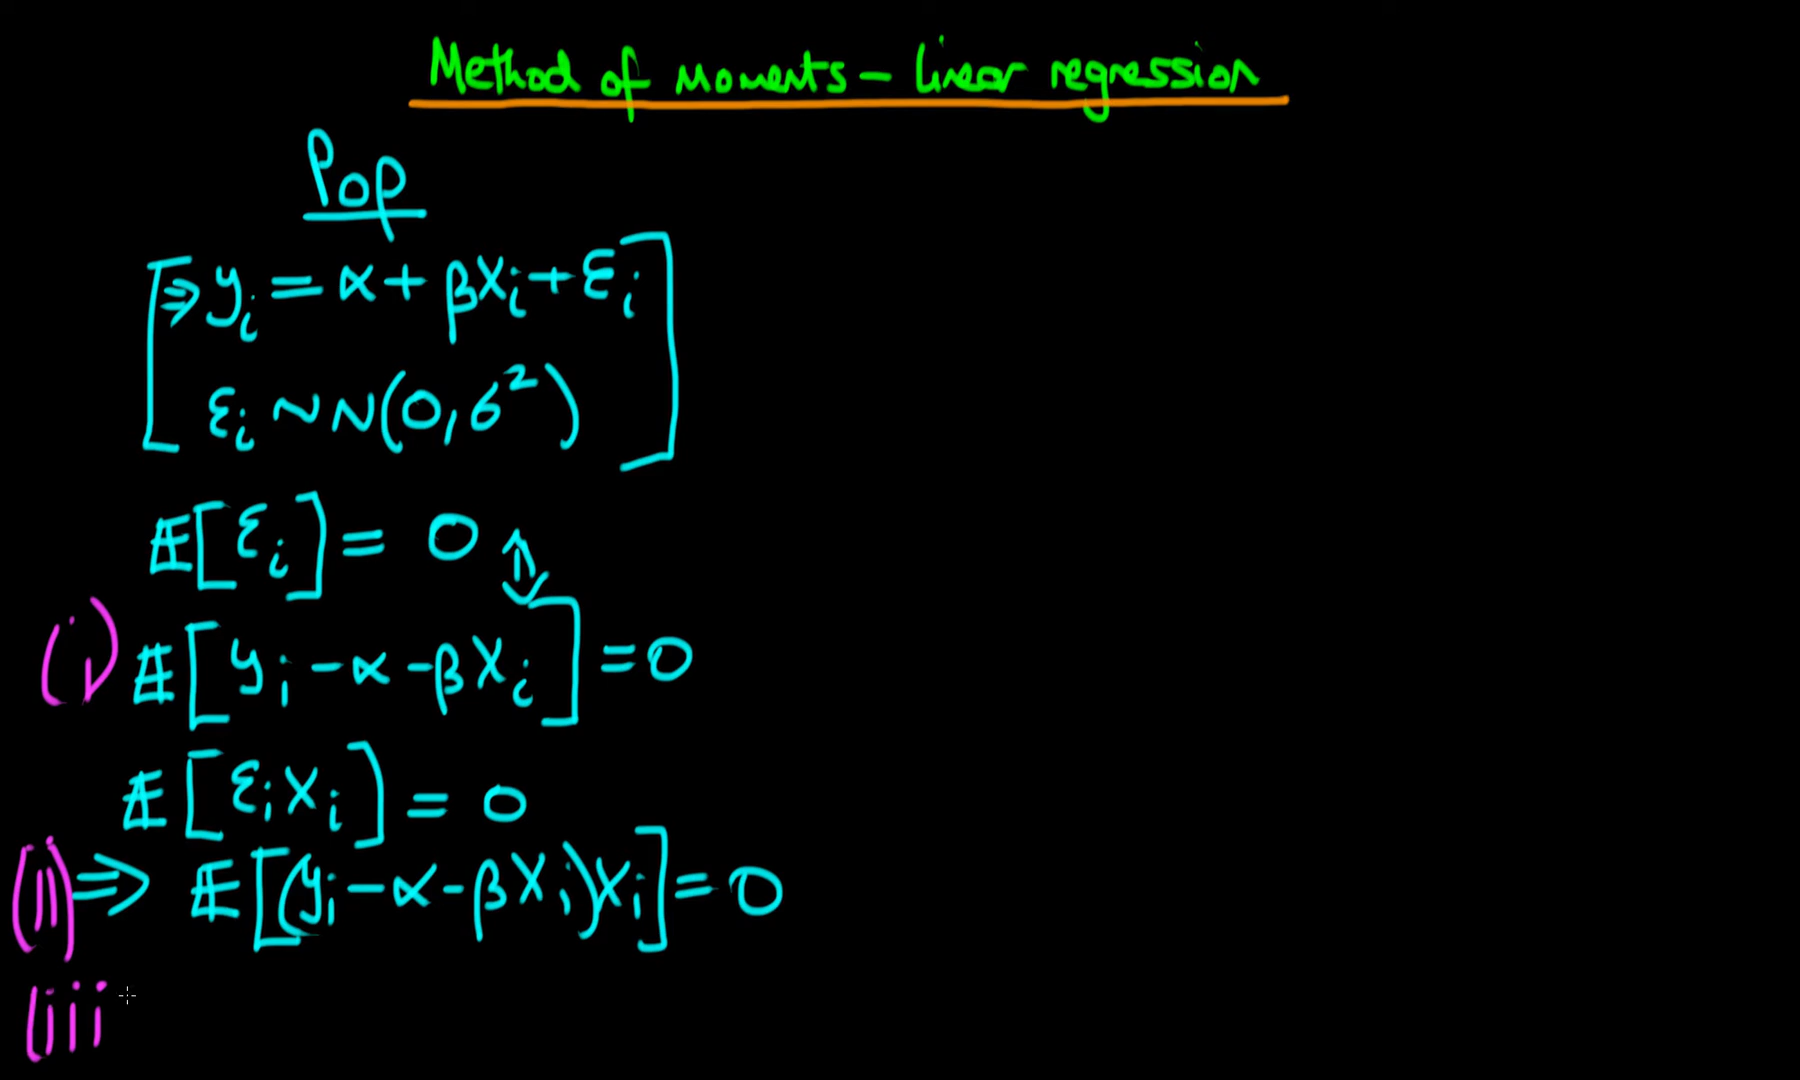 Method of moments - linear regression
Pop
⇒ yᵢ = α + βXᵢ + εᵢ
εᵢ ~ N(0, σ²)
𝔼[εᵢ] = 0
⇕
(i) 𝔼[yᵢ - α - βXᵢ] = 0
𝔼[εᵢXᵢ] = 0
(ii) ⇒ 𝔼[(yᵢ - α - βXᵢ)Xᵢ] = 0
(iii